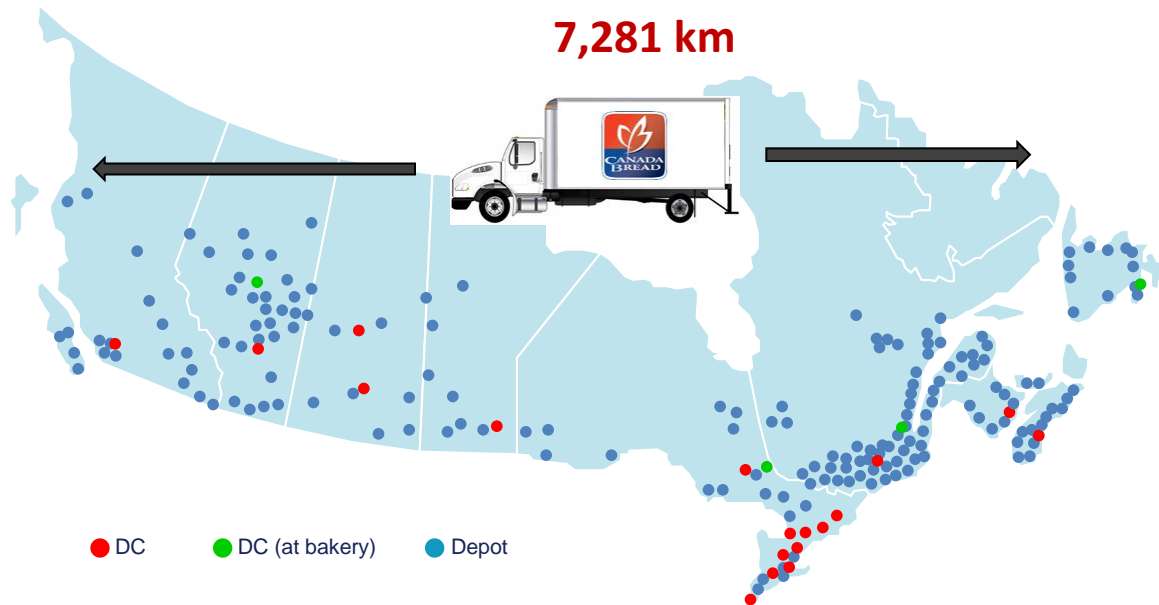 7,281 km
CANADA
BREAD
DC
DC (at bakery)
Depot